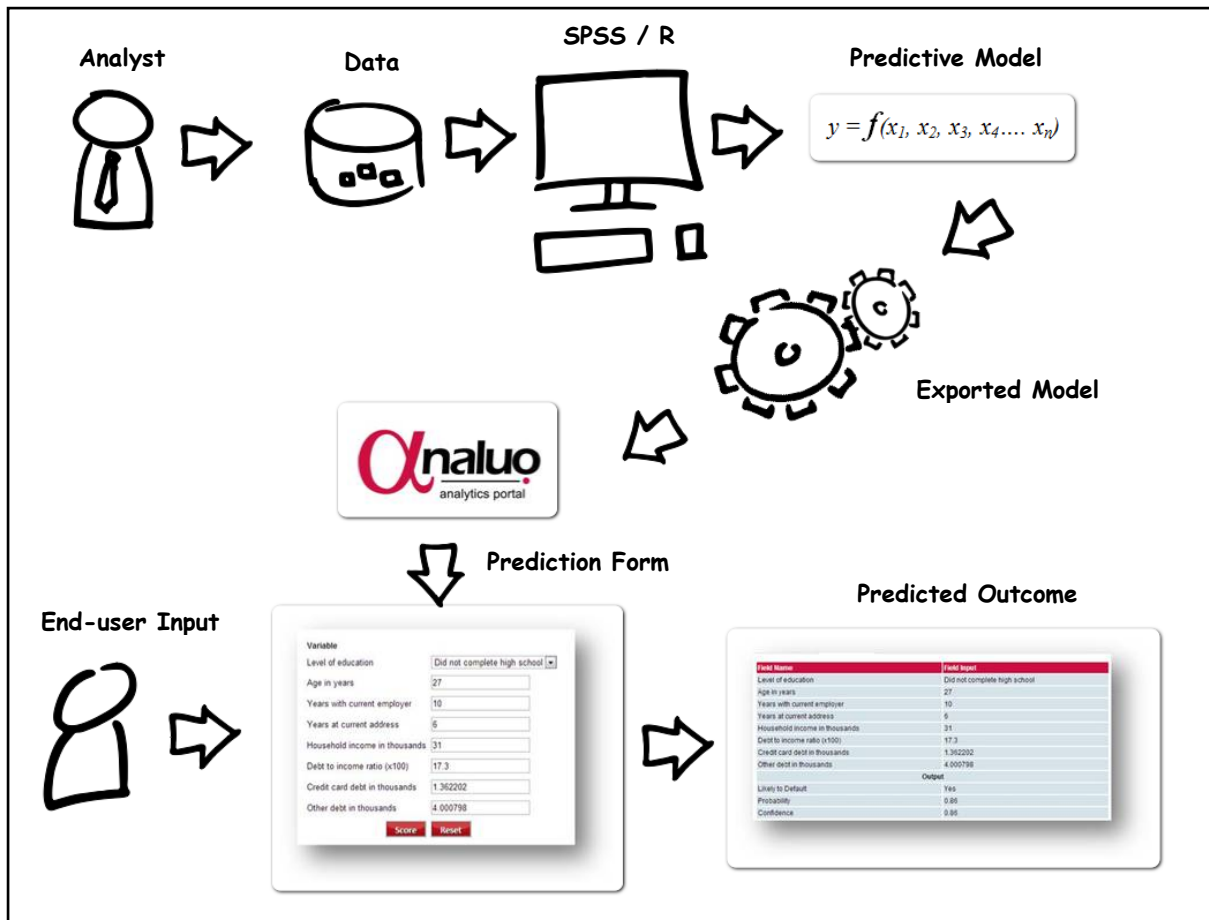 Analyst
Data
SPSS / R
Predictive Model
y = f(x1, x2, x3, x4.... xn)
Exported Model
αnaluo
analytics portal
Prediction Form
End-user Input
Variable
Level of education Did not complete high school
Age in years 27
Years with current employer 10
Years at current address 6
Household income in thousands 31
Debt to income ratio (x100) 17.3
Credit card debt in thousands 1.362202
Other debt in thousands 4.000798
Score Reset
Predicted Outcome
Field Name Field Input
Level of education Did not complete high school
Age in years 27
Years with current employer 10
Years at current address 6
Household income in thousands 31
Debt to income ratio (x100) 17.3
Credit card debt in thousands 1.362202
Other debt in thousands 4.000798
Output
Likely to Default Yes
Probability 0.86
Confidence 0.86